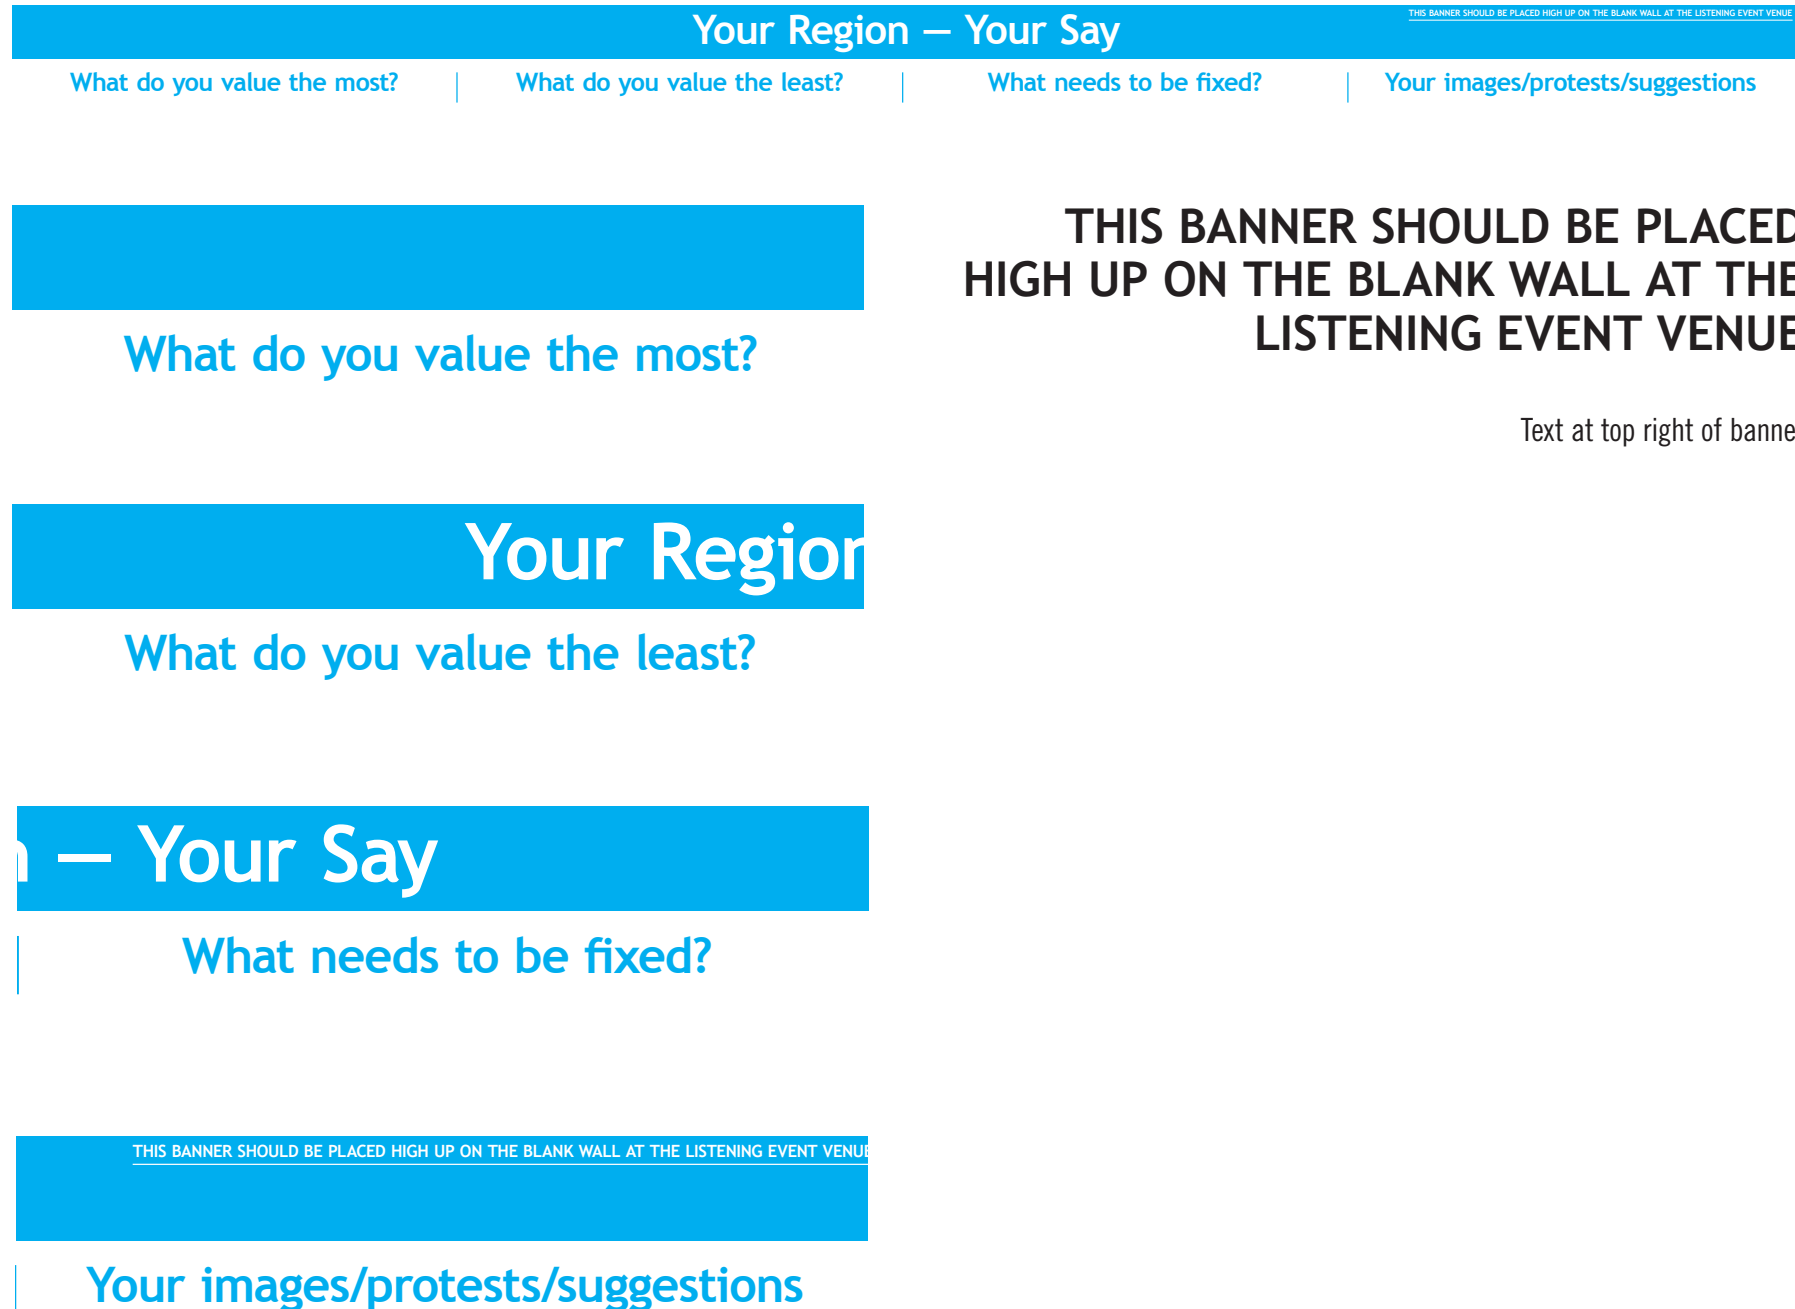 Your Region — Your Say
THIS BANNER SHOULD BE PLACED HIGH UP ON THE BLANK WALL AT THE LISTENING EVENT VENUE
What do you value the most?
What do you value the least?
What needs to be fixed?
Your images/protests/suggestions
What do you value the most?
THIS BANNER SHOULD BE PLACED
HIGH UP ON THE BLANK WALL AT THE
LISTENING EVENT VENUE
Text at top right of banne
Your Region
What do you value the least?
n — Your Say
What needs to be fixed?
THIS BANNER SHOULD BE PLACED HIGH UP ON THE BLANK WALL AT THE LISTENING EVENT VENUE
Your images/protests/suggestions